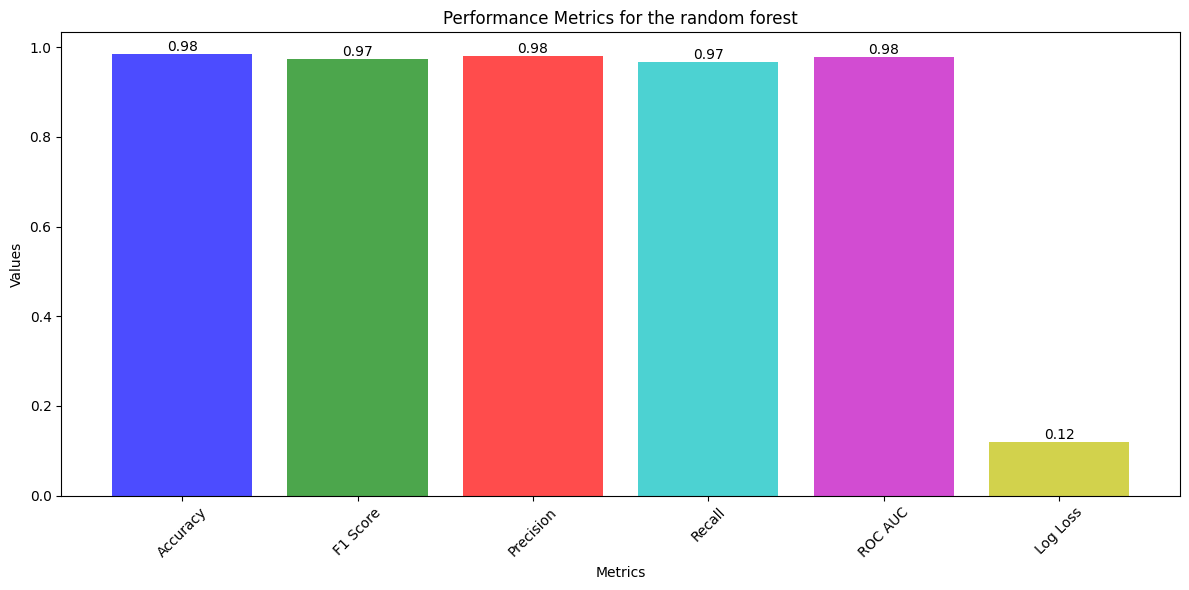 Performance Metrics for the random forest
1.0
0.8
0.6
0.4
0.2
0.0
Values
0.98
0.97
0.98
0.97
0.98
0.12
Accuracy
F1 Score
Precision
Recall
ROC AUC
Log Loss
Metrics